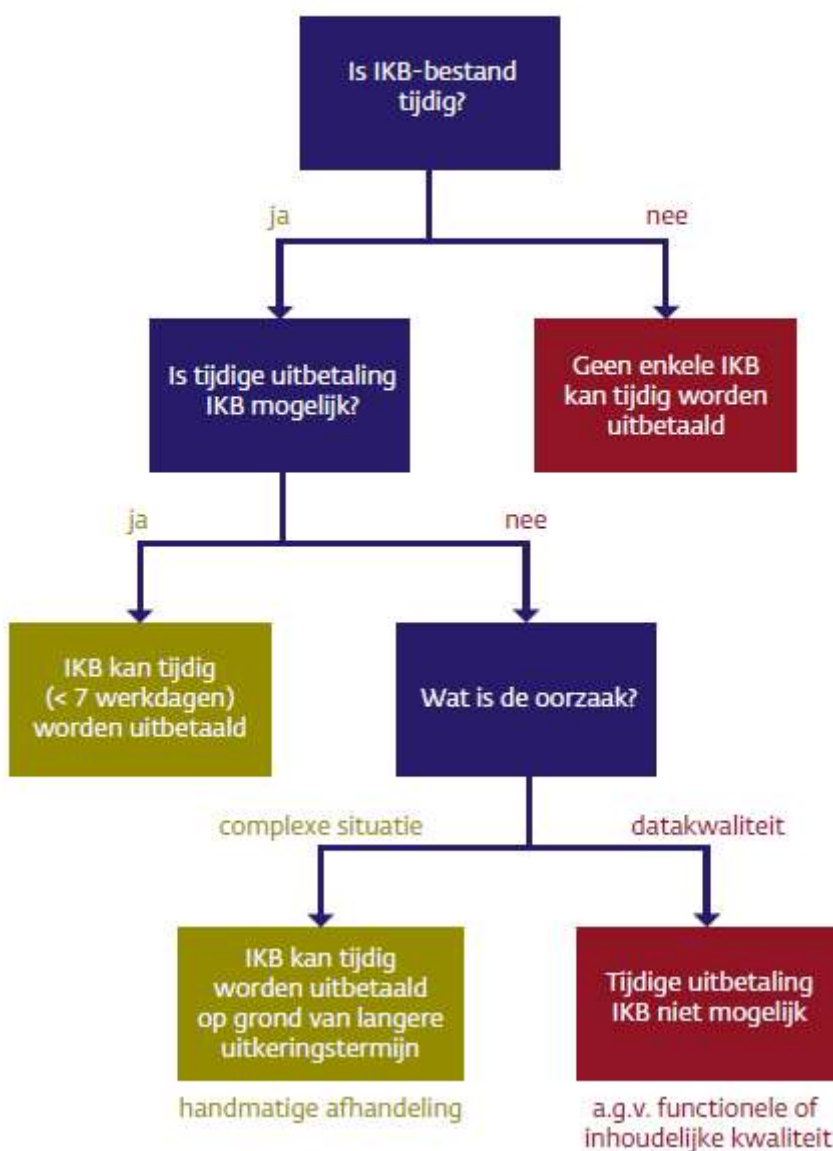 Is IKB-bestand
tijdig?
ja
nee
Is tijdige uitbetaling
IKB mogelijk?
Geen enkele IKB
kan tijdig worden
uitbetaald
ja
nee
IKB kan tijdig
(< 7 werkdagen)
worden uitbetaald
Wat is de oorzaak?
complexe situatie
datakwaliteit
IKB kan tijdig
worden uitbetaald
op grond van langere
uitkeringstermijn
Tijdige uitbetaling
IKB niet mogelijk
handmatige afhandeling
a.g.v. functionele of
inhoudelijke kwaliteit